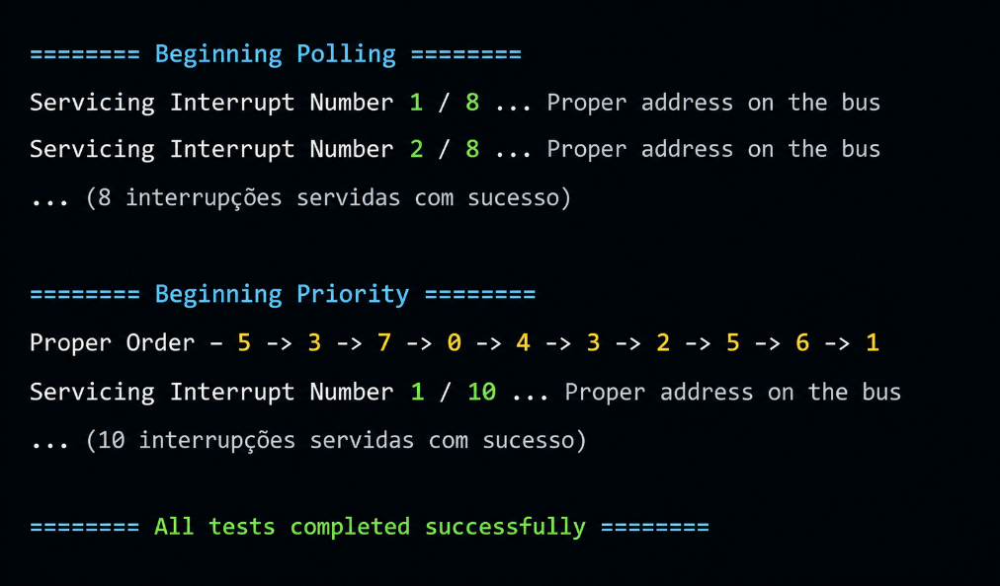 ======== Beginning Polling ========
Servicing Interrupt Number 1 / 8 ... Proper address on the bus
Servicing Interrupt Number 2 / 8 ... Proper address on the bus
... (8 interrupções servidas com sucesso)
======== Beginning Priority ========
Proper Order – 5 -> 3 -> 7 -> 0 -> 4 -> 3 -> 2 -> 5 -> 6 -> 1
Servicing Interrupt Number 1 / 10 ... Proper address on the bus
... (10 interrupções servidas com sucesso)
======== All tests completed successfully ========